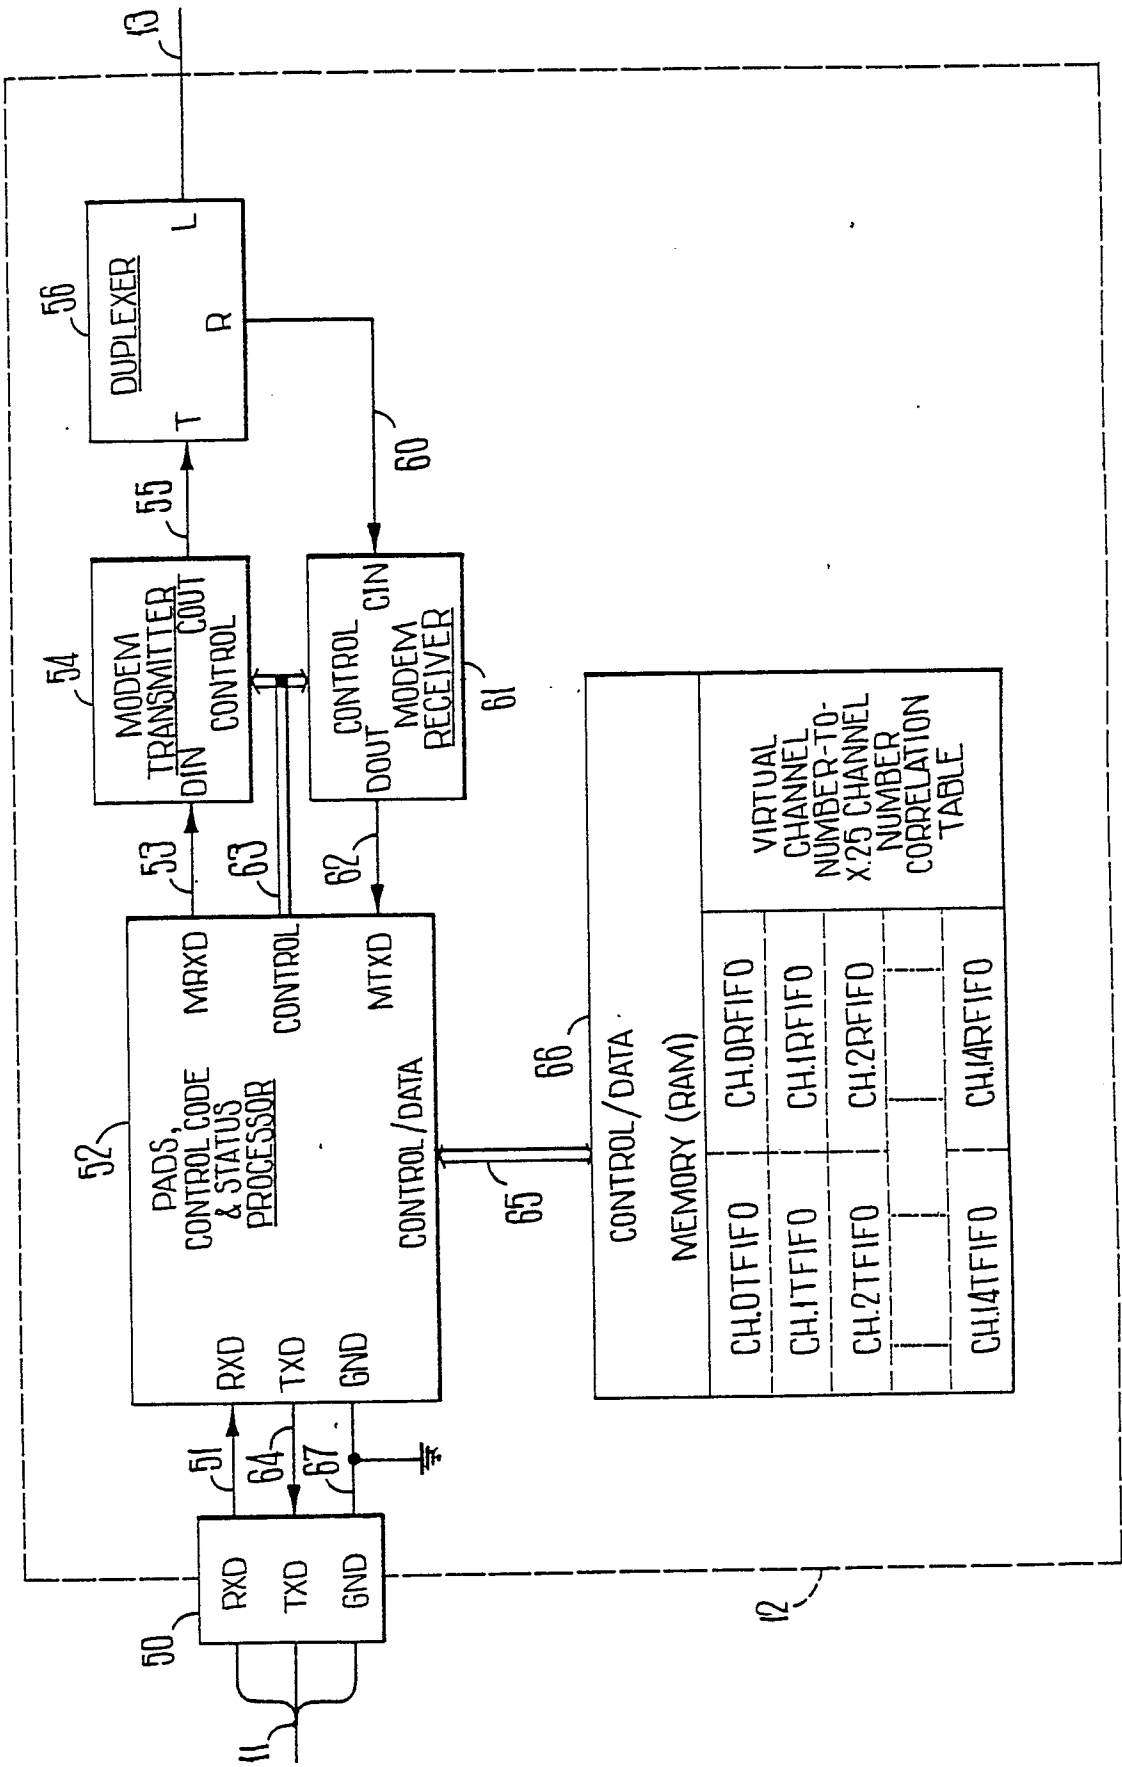 13
56
DUPLEXER
T
L
R
55
60
54
MODEM
TRANSMITTER
DIN
COUT
CONTROL
CONTROL
DOUT
CIN
MODEM
RECEIVER
61
53
63
62
52
PADS,
CONTROL CODE
& STATUS
PROCESSOR
MRXD
CONTROL
MTXD
RXD
TXD
GND
CONTROL/DATA
51
64
67
50
RXD
TXD
GND
11
12
65
66
CONTROL/DATA
MEMORY (RAM)
CH.0TFIFO
CH.0RFIFO
CH.1TFIFO
CH.1RFIFO
CH.2TFIFO
CH.2RFIFO
CH.14TFIFO
CH.14RFIFO
VIRTUAL
CHANNEL
NUMBER-TO-
X.25 CHANNEL
NUMBER
CORRELATION
TABLE